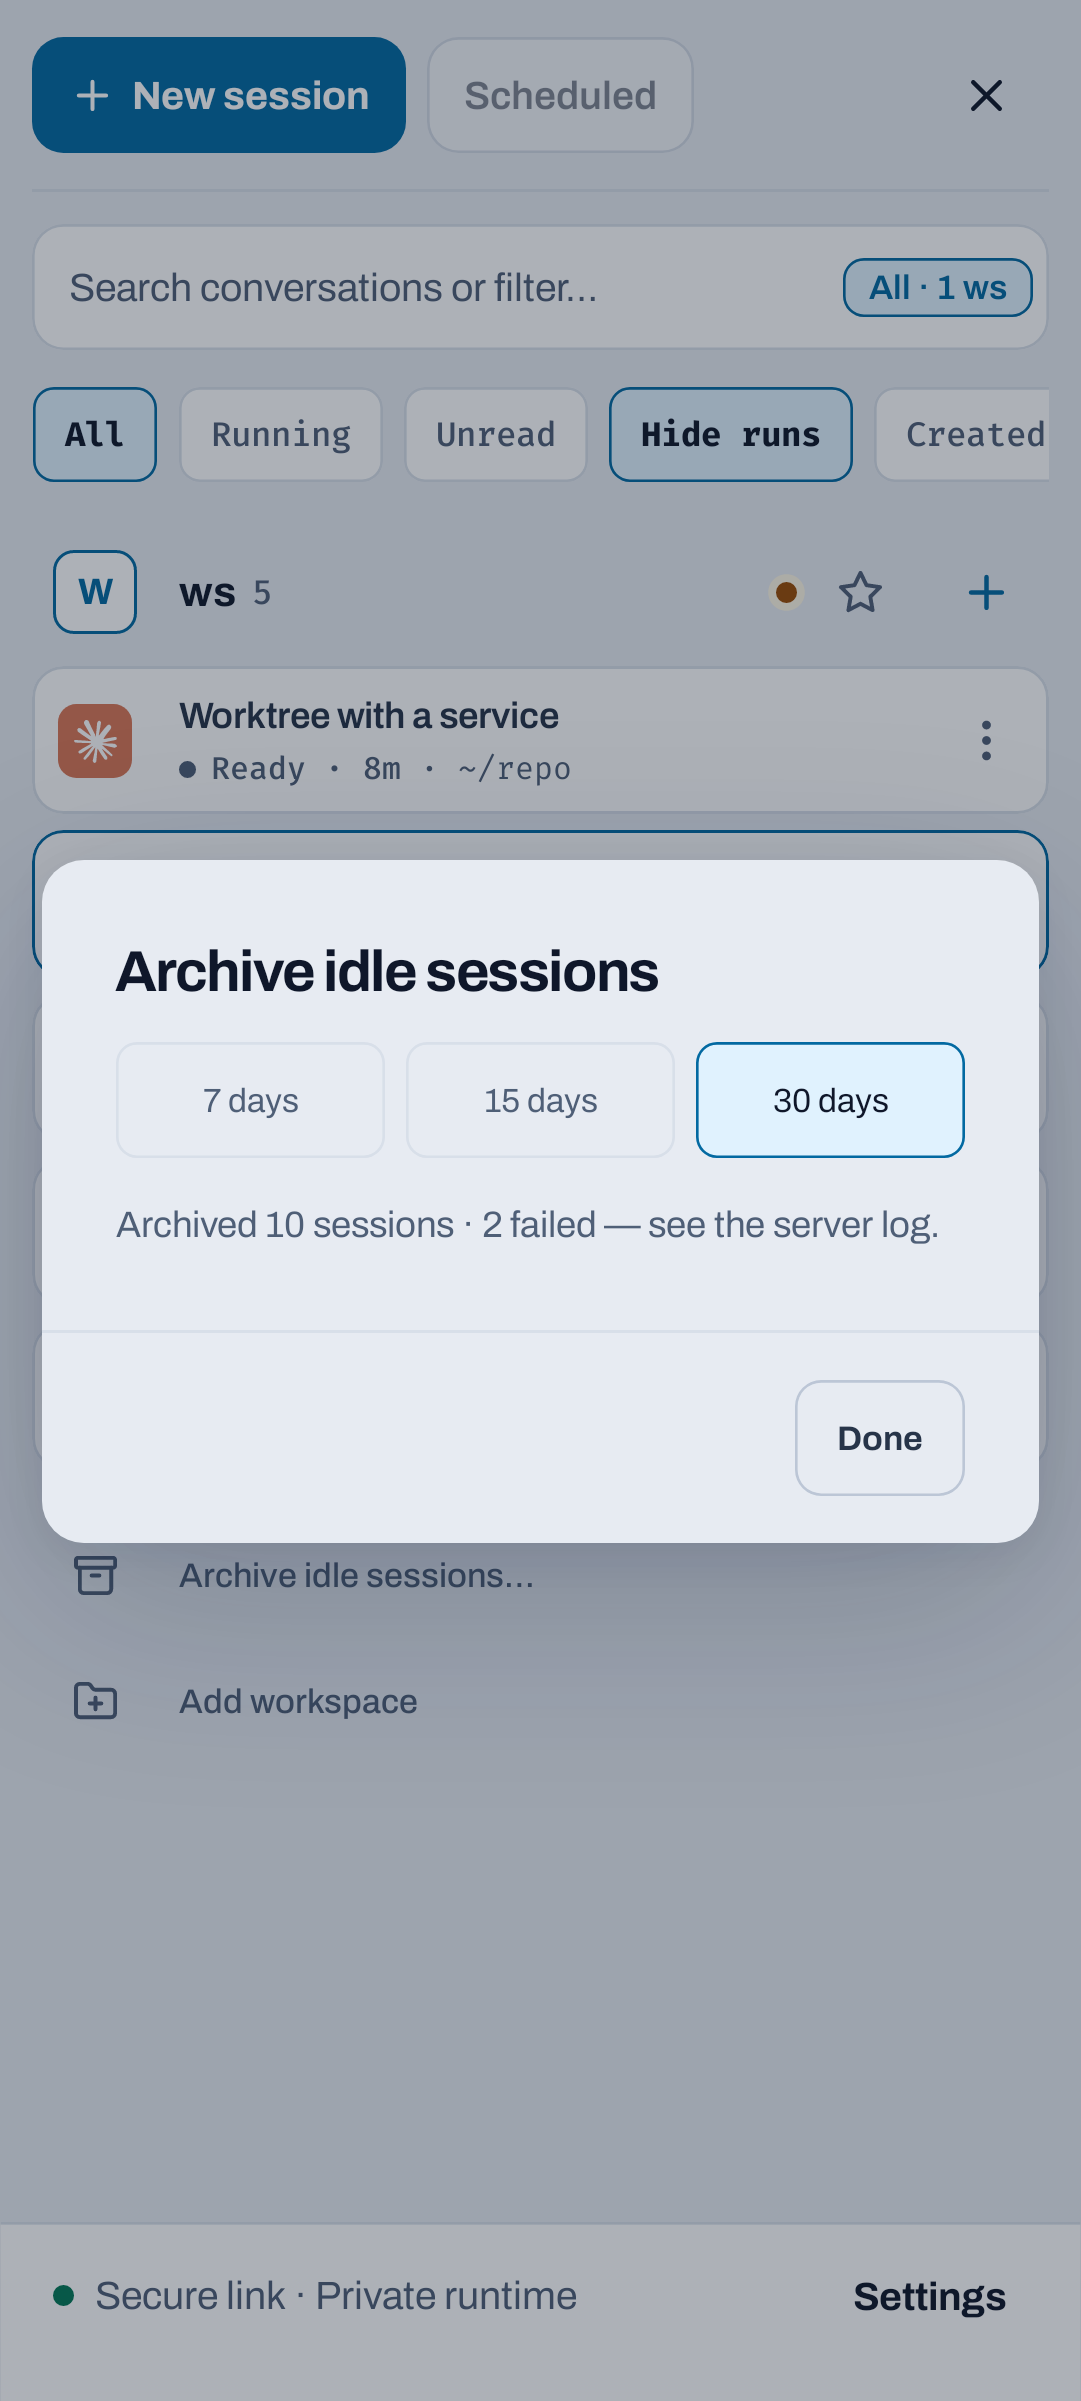 New session
Scheduled
Search conversations or filter...
All · 1 ws
All
Running
Unread
Hide runs
Created
W
ws 5
Worktree with a service
Ready · 8m · ~/repo
Archive idle sessions
7 days
15 days
30 days
Archived 10 sessions · 2 failed — see the server log.
Done
Archive idle sessions...
Add workspace
Secure link · Private runtime
Settings